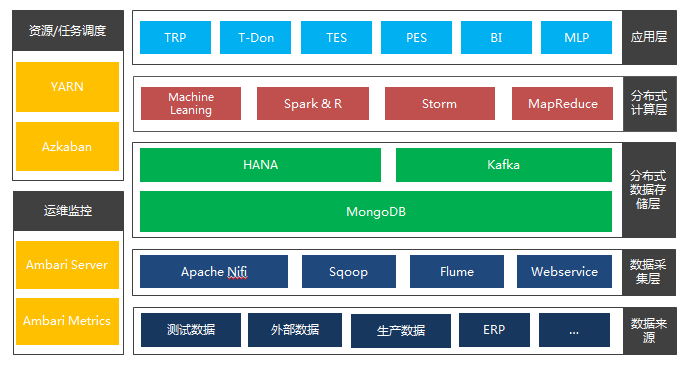 资源/任务调度
YARN
Azkaban
运维监控
Ambari Server
Ambari Metrics
TRP
T-Don
TES
PES
BI
MLP
应用层
Machine
Leaning
Spark & R
Storm
MapReduce
分布式
计算层
HANA
Kafka
MongoDB
分布式
数据存
储层
Apache Nifi
Sqoop
Flume
Webservice
数据采
集层
测试数据
外部数据
生产数据
ERP
...
数据来
源